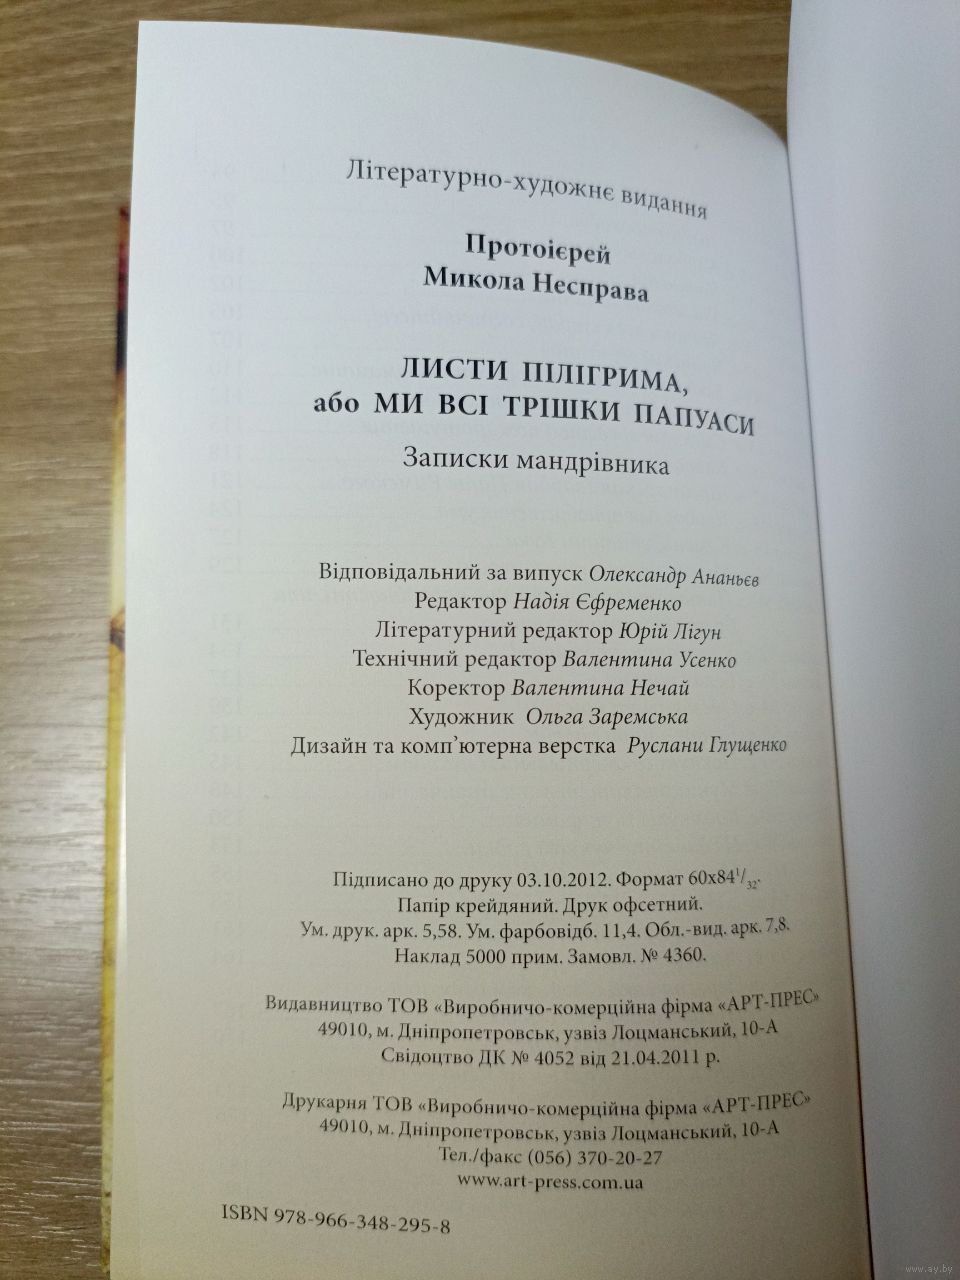 Літературно-художнє видання
Протоієрей
Микола Несправа
ЛИСТИ ПІЛІГРИМА,
або МИ ВСІ ТРІШКИ ПАПУАСИ
Записки мандрівника
Відповідальний за випуск Олександр Ананьєв
Редактор Надія Єфременко
Літературний редактор Юрій Лігун
Технічний редактор Валентина Усенко
Коректор Валентина Нечай
Художник Ольга Заремська
Дизайн та комп’ютерна верстка Руслани Глущенко
Підписано до друку 03.10.2012. Формат 60х84¹/₃₂.
Папір крейдяний. Друк офсетний.
Ум. друк. арк. 5,58. Ум. фарбовідб. 11,4. Обл.-вид. арк. 7,8.
Наклад 5000 прим. Замовл. № 4360.
Видавництво ТОВ «Виробничо-комерційна фірма «АРТ-ПРЕС»
49010, м. Дніпропетровськ, узвіз Лоцманський, 10-А
Свідоцтво ДК № 4052 від 21.04.2011 р.
Друкарня ТОВ «Виробничо-комерційна фірма «АРТ-ПРЕС»
49010, м. Дніпропетровськ, узвіз Лоцманський, 10-А
Тел./факс (056) 370-20-27
www.art-press.com.ua
ISBN 978-966-348-295-8
www.ay.by